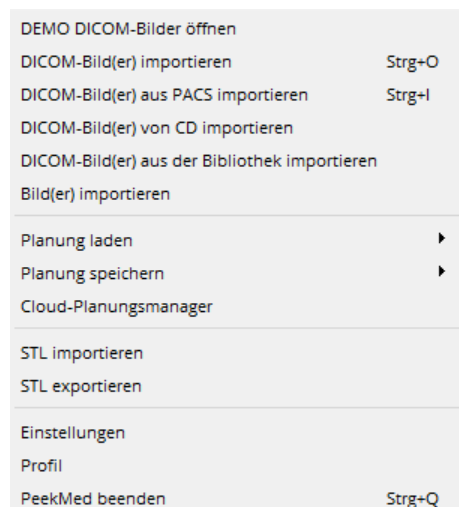 DEMO DICOM-Bilder öffnen
DICOM-Bild(er) importieren Strg+O
DICOM-Bild(er) aus PACS importieren Strg+I
DICOM-Bild(er) von CD importieren
DICOM-Bild(er) aus der Bibliothek importieren
Bild(er) importieren
Planung laden
Planung speichern
Cloud-Planungsmanager
STL importieren
STL exportieren
Einstellungen
Profil
PeekMed beenden Strg+Q